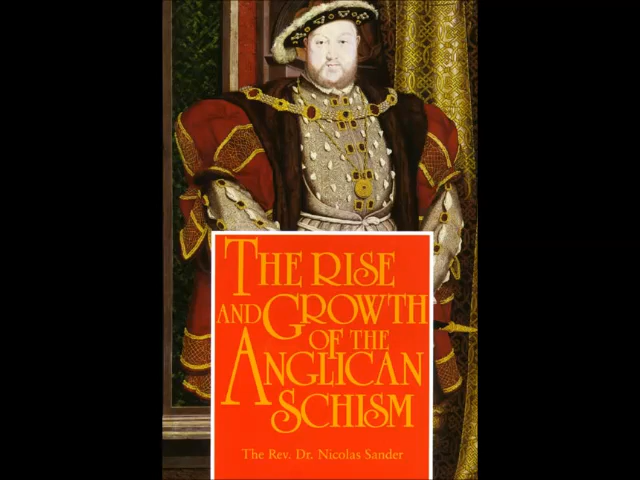 THE RISE
AND GROWTH
OF THE
ANGLICAN
SCHISM
The Rev. Dr. Nicolas Sander